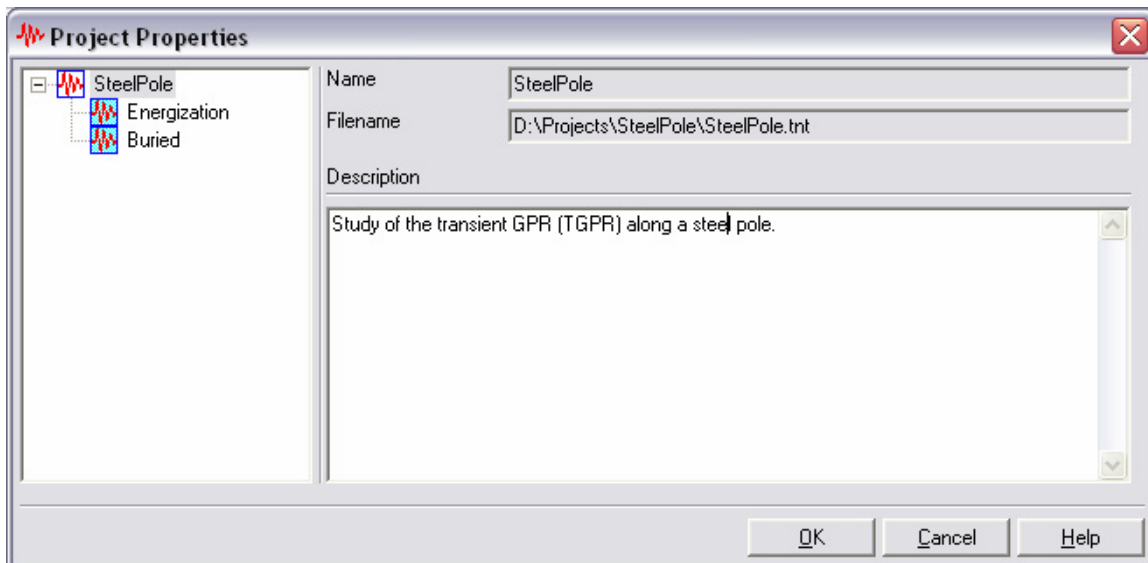 Project Properties
SteelPole
Energization
Buried
Name
SteelPole
Filename
D:\Projects\SteelPole\SteelPole.tnt
Description
Study of the transient GPR (TGPR) along a steel pole.
OK
Cancel
Help